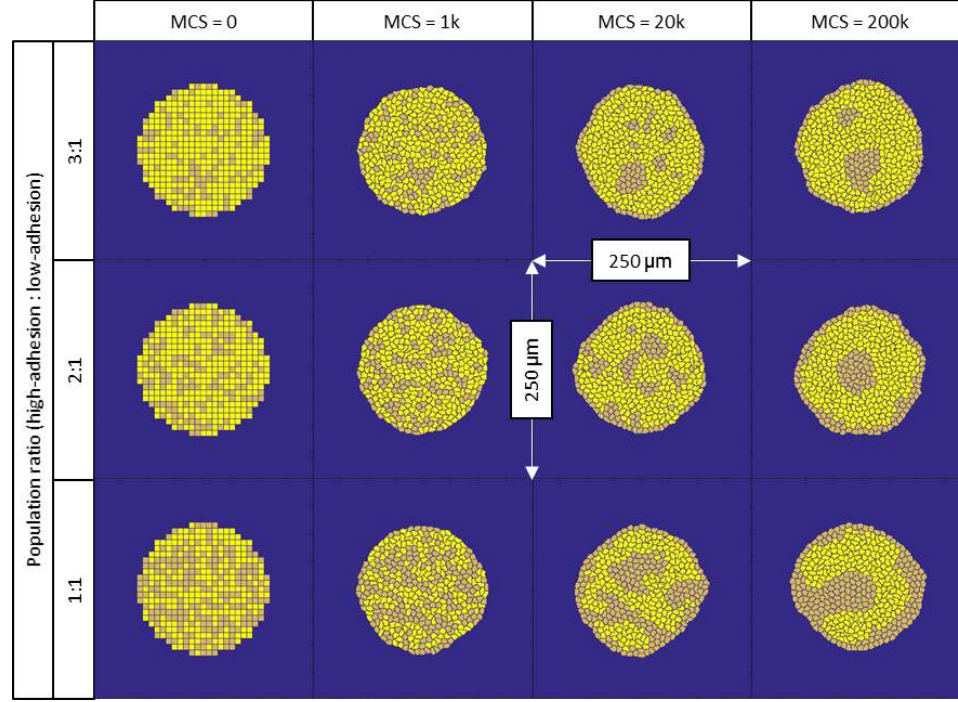 MCS = 0
MCS = 1k
MCS = 20k
MCS = 200k
Population ratio (high-adhesion : low-adhesion)
3:1
250 µm
2:1
250 µm
1:1